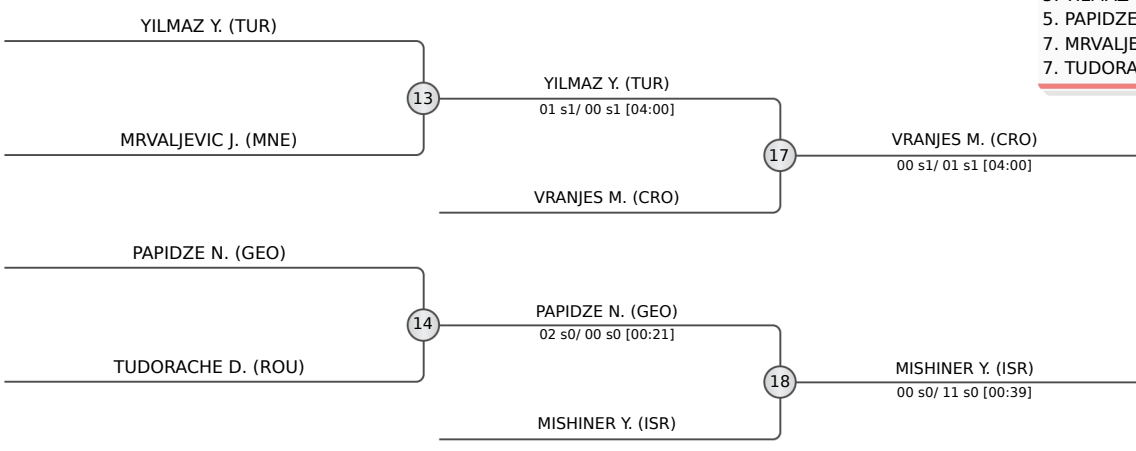 YILMAZ Y. (TUR)
5. PAPIDZE
7. MRVALJE
7. TUDORA
13
YILMAZ Y. (TUR)
01 s1/ 00 s1 [04:00]
MRVALJEVIC J. (MNE)
17
VRANJES M. (CRO)
00 s1/ 01 s1 [04:00]
VRANJES M. (CRO)
PAPIDZE N. (GEO)
14
PAPIDZE N. (GEO)
02 s0/ 00 s0 [00:21]
TUDORACHE D. (ROU)
18
MISHINER Y. (ISR)
00 s0/ 11 s0 [00:39]
MISHINER Y. (ISR)